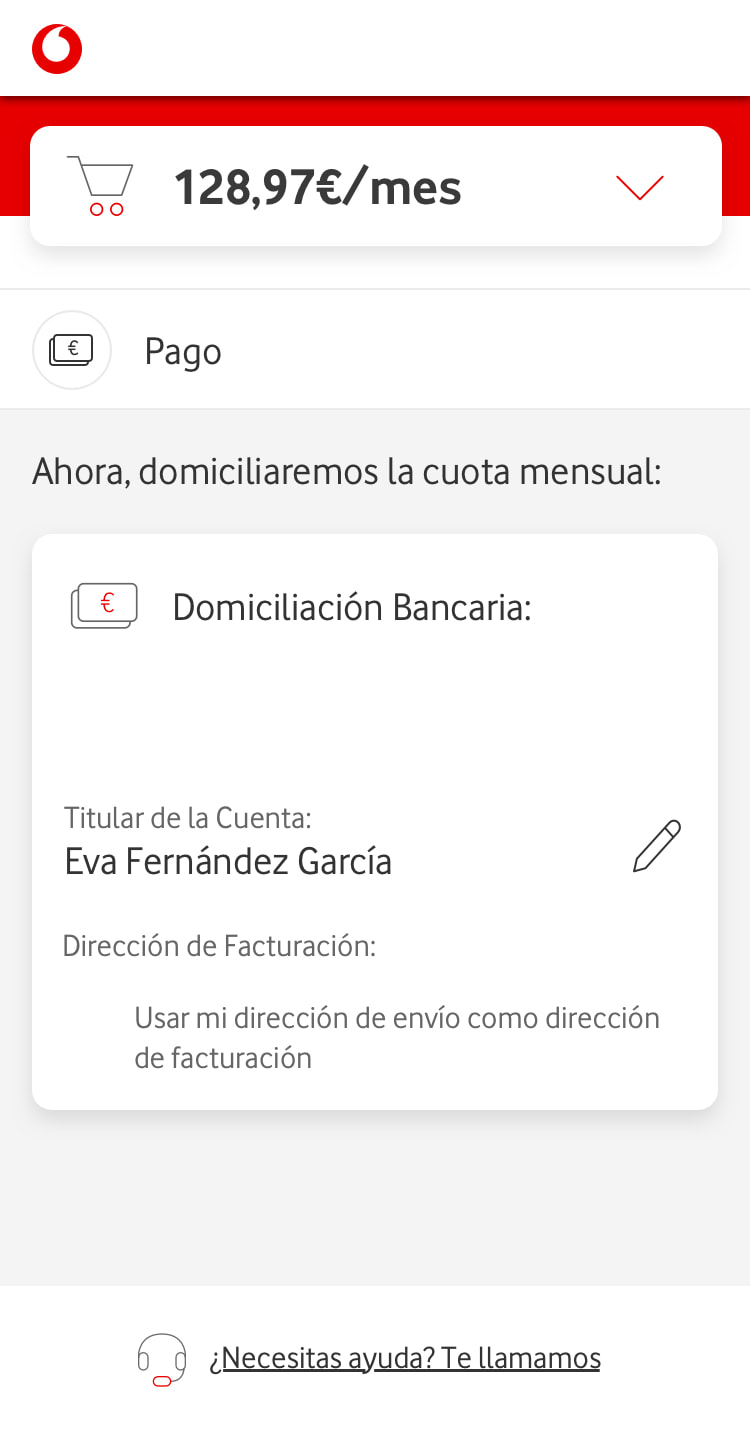 128,97€/mes
€
Pago
Ahora, domiciliaremos la cuota mensual:
€
Domiciliación Bancaria:
Titular de la Cuenta:
Eva Fernández García
Dirección de Facturación:
Usar mi dirección de envío como dirección
de facturación
¿Necesitas ayuda? Te llamamos